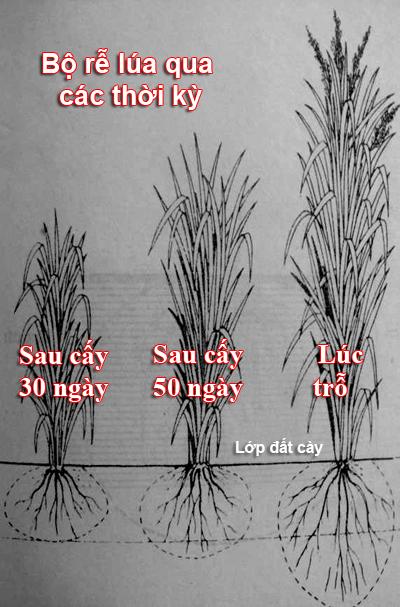 Bộ rễ lúa qua
các thời kỳ
Sau cấy
30 ngày
Sau cấy
50 ngày
Lúc
trỗ
Lớp đất cày